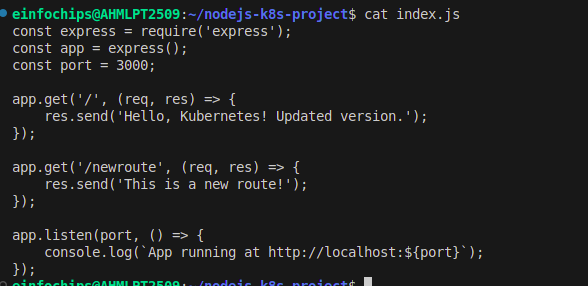 einfochips@AHMLPT2509:~/nodejs-k8s-project$ cat index.js
const express = require('express');
const app = express();
const port = 3000;

app.get('/', (req, res) => {
    res.send('Hello, Kubernetes! Updated version.');
});

app.get('/newroute', (req, res) => {
    res.send('This is a new route!');
});

app.listen(port, () => {
    console.log(`App running at http://localhost:${port}`);
});
einfochips@AHMLPT2509:~/nodejs-k8s-project$